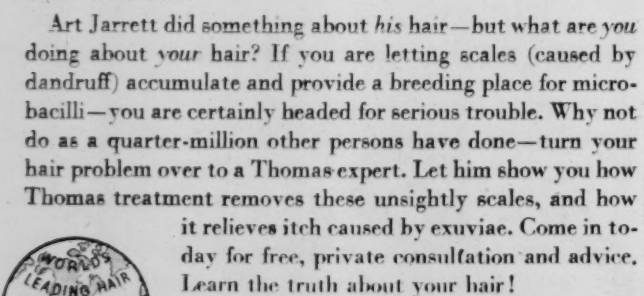 Art Jarrett did something about his hair—but what are you
doing about your hair? If you are letting scales (caused by
dandruff) accumulate and provide a breeding place for micro-
bacilli—you are certainly headed for serious trouble. Why not
do as a quarter-million other persons have done—turn your
hair problem over to a Thomas expert. Let him show you how
Thomas treatment removes these unsightly scales, and how
it relieves itch caused by exuviae. Come in to-
day for free, private consultation and advice.
Learn the truth about your hair!
WORLD'S
LEADING HAIR